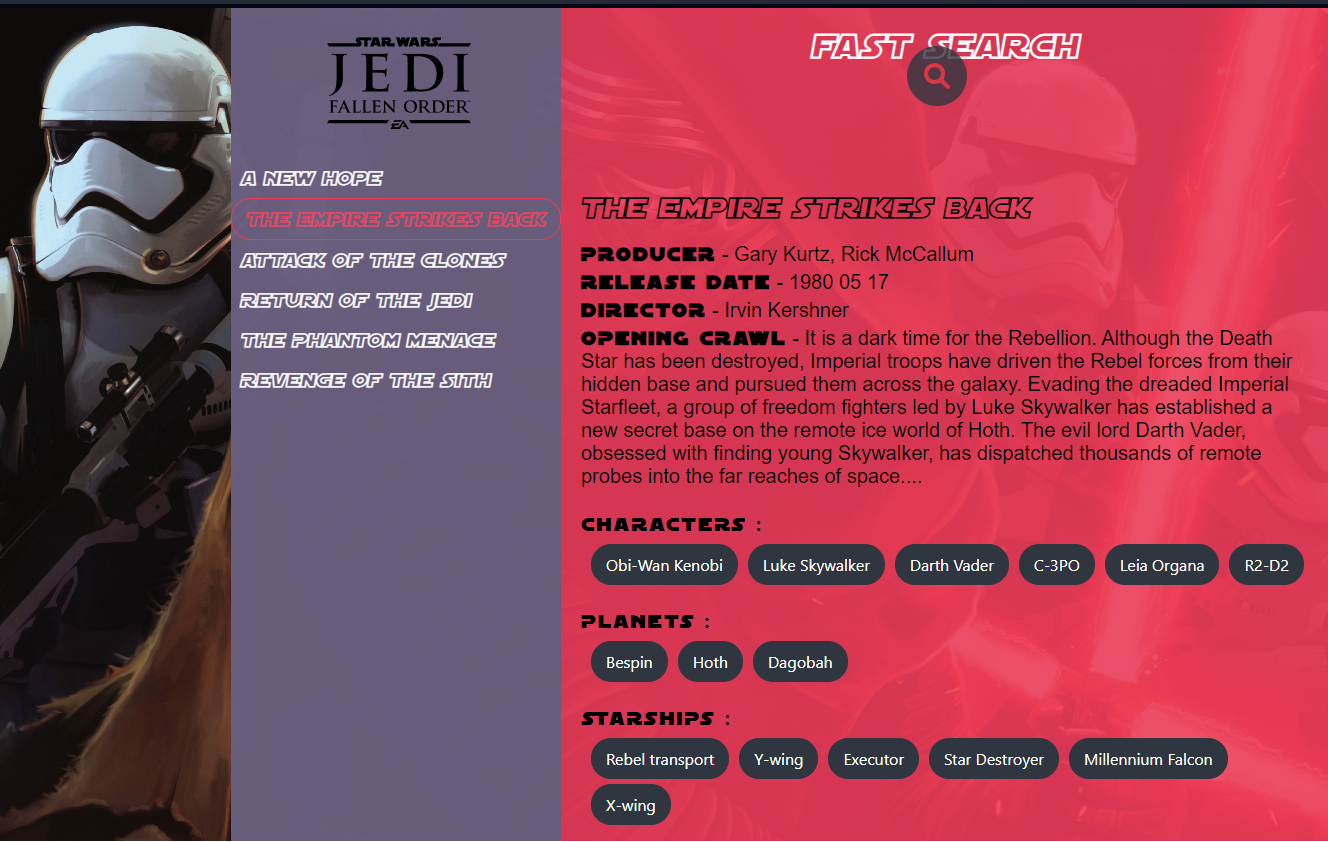 STAR WARS
JEDI
FALLEN ORDER
EA
A NEW HOPE
THE EMPIRE STRIKES BACK
ATTACK OF THE CLONES
RETURN OF THE JEDI
THE PHANTOM MENACE
REVENGE OF THE SITH
FAST SEARCH
THE EMPIRE STRIKES BACK
PRODUCER - Gary Kurtz, Rick McCallum
RELEASE DATE - 1980 05 17
DIRECTOR - Irvin Kershner
OPENING CRAWL - It is a dark time for the Rebellion. Although the Death
Star has been destroyed, Imperial troops have driven the Rebel forces from their
hidden base and pursued them across the galaxy. Evading the dreaded Imperial
Starfleet, a group of freedom fighters led by Luke Skywalker has established a
new secret base on the remote ice world of Hoth. The evil lord Darth Vader,
obsessed with finding young Skywalker, has dispatched thousands of remote
probes into the far reaches of space....
CHARACTERS :
Obi-Wan Kenobi Luke Skywalker Darth Vader C-3PO Leia Organa R2-D2
PLANETS :
Bespin Hoth Dagobah
STARSHIPS :
Rebel transport Y-wing Executor Star Destroyer Millennium Falcon
X-wing